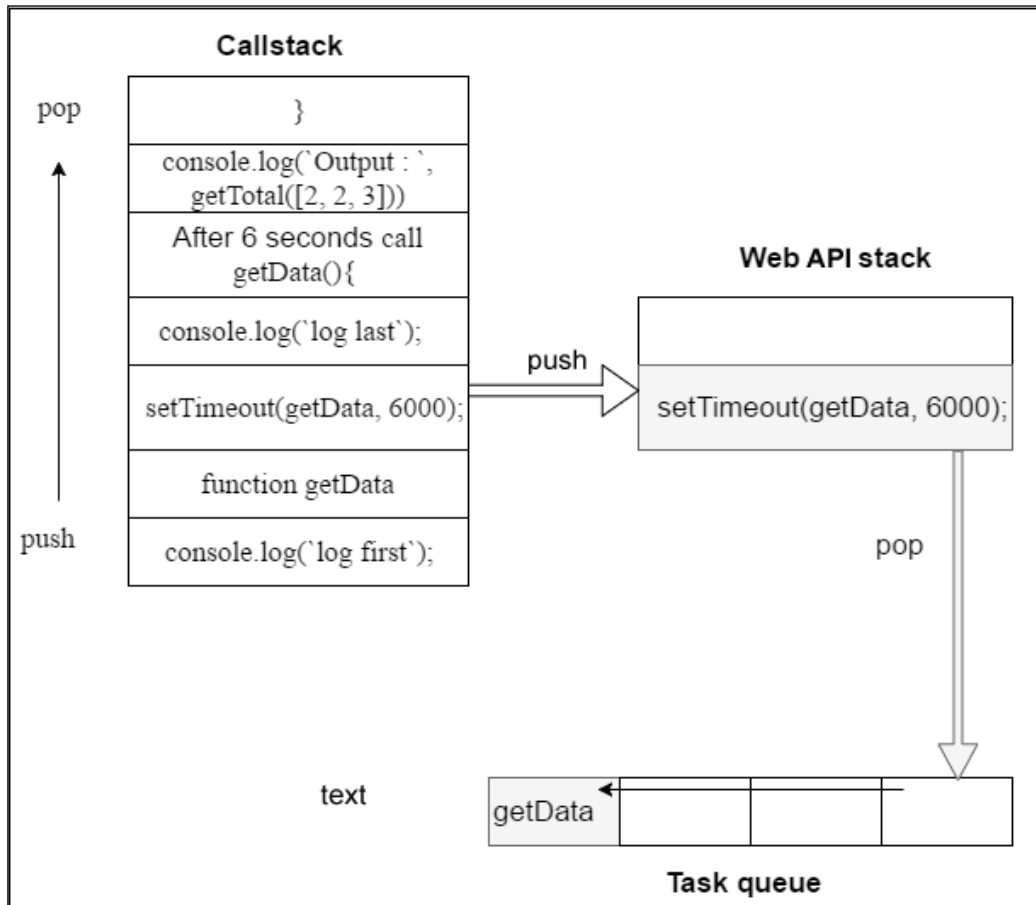 Callstack
pop
}
console.log(`Output : `,
getTotal([2, 2, 3]))
After 6 seconds call
getData(){
console.log(`log last`);
setTimeout(getData, 6000);
function getData
push
console.log(`log first`);
push
Web API stack
setTimeout(getData, 6000);
pop
text
getData
Task queue